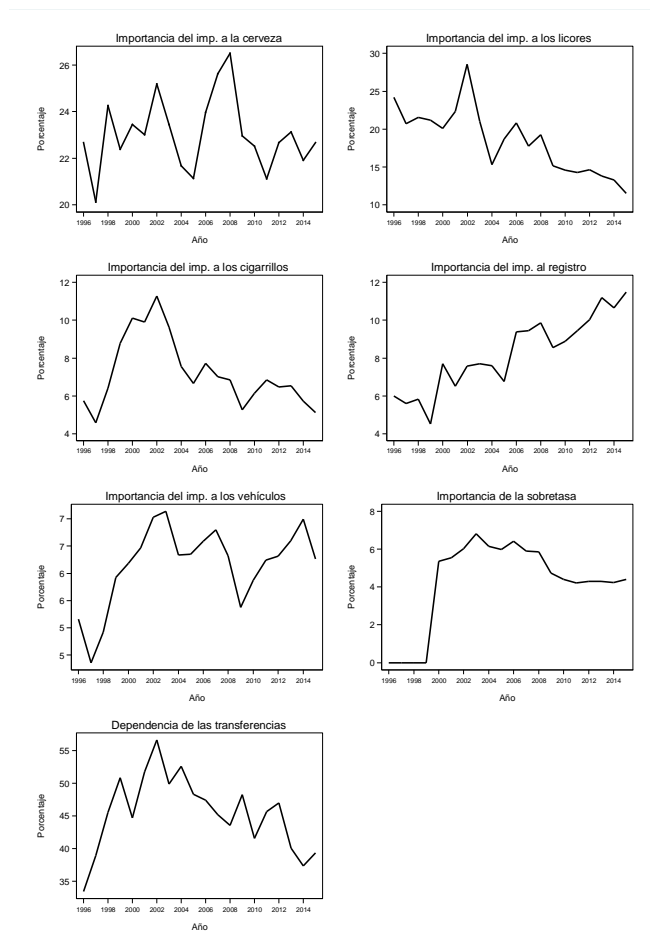 Importancia del imp. a la cerveza
Porcentaje
26
24
22
20
1996 1998 2000 2002 2004 2006 2008 2010 2012 2014
Año
Importancia del imp. a los licores
Porcentaje
30
25
20
15
10
1996 1998 2000 2002 2004 2006 2008 2010 2012 2014
Año
Importancia del imp. a los cigarrillos
Porcentaje
12
10
8
6
4
1996 1998 2000 2002 2004 2006 2008 2010 2012 2014
Año
Importancia del imp. al registro
Porcentaje
12
10
8
6
4
1996 1998 2000 2002 2004 2006 2008 2010 2012 2014
Año
Importancia del imp. a los vehículos
Porcentaje
7
7
6
6
5
5
1996 1998 2000 2002 2004 2006 2008 2010 2012 2014
Año
Importancia de la sobretasa
Porcentaje
8
6
4
2
0
1996 1998 2000 2002 2004 2006 2008 2010 2012 2014
Año
Dependencia de las transferencias
Porcentaje
55
50
45
40
35
1996 1998 2000 2002 2004 2006 2008 2010 2012 2014
Año